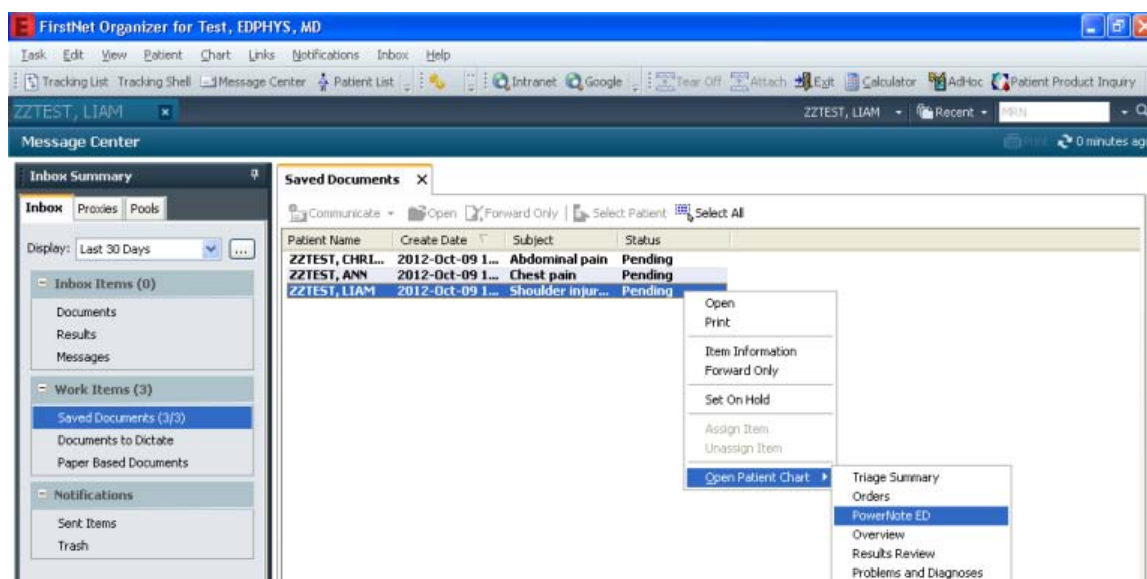 FirstNet Organizer for Test, EDPHYS, MD
Task Edit View Patient Chart Links Notifications Inbox Help
Tracking List Tracking Shell Message Center Patient List Intranet Google Tear Off Attach Exit Calculator AdHoc Patient Product Inquiry
ZZTEST, LIAM ZZTEST, LIAM Recent MRN
Message Center Print 0 minutes ago
Inbox Summary
Inbox Proxies Pools
Display: Last 30 Days ...
Inbox Items (0)
Documents
Results
Messages
Work Items (3)
Saved Documents (3/3)
Documents to Dictate
Paper Based Documents
Notifications
Sent Items
Trash
Saved Documents X
Communicate Open Forward Only Select Patient Select All
Patient Name Create Date Subject Status
ZZTEST, CHRI... 2012-Oct-09 1... Abdominal pain Pending
ZZTEST, ANN 2012-Oct-09 1... Chest pain Pending
ZZTEST, LIAM 2012-Oct-09 1... Shoulder injur... Pending
Open
Print
Item Information
Forward Only
Set On Hold
Assign Item
Unassign Item
Open Patient Chart
Triage Summary
Orders
PowerNote ED
Overview
Results Review
Problems and Diagnoses